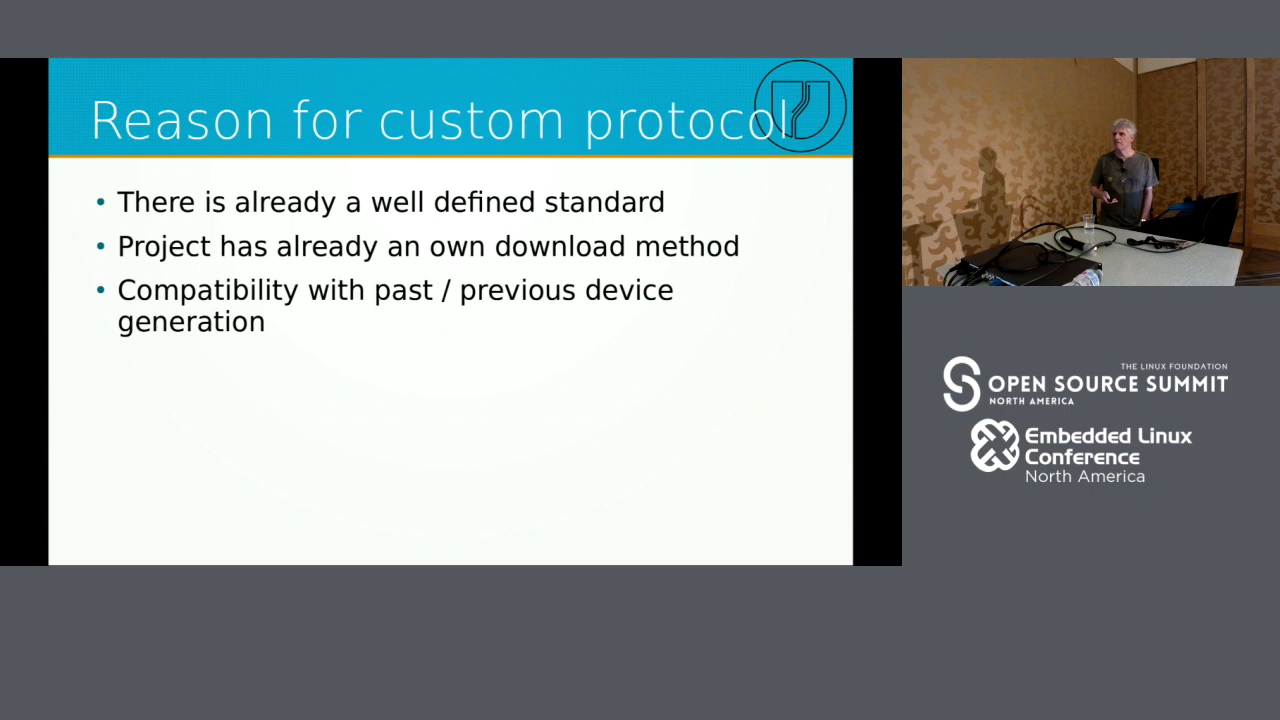 Reason for custom protocol
There is already a well defined standard
Project has already an own download method
Compatibility with past / previous device
generation
THE LINUX FOUNDATION
OPEN SOURCE SUMMIT
NORTH AMERICA
Embedded Linux
Conference
North America